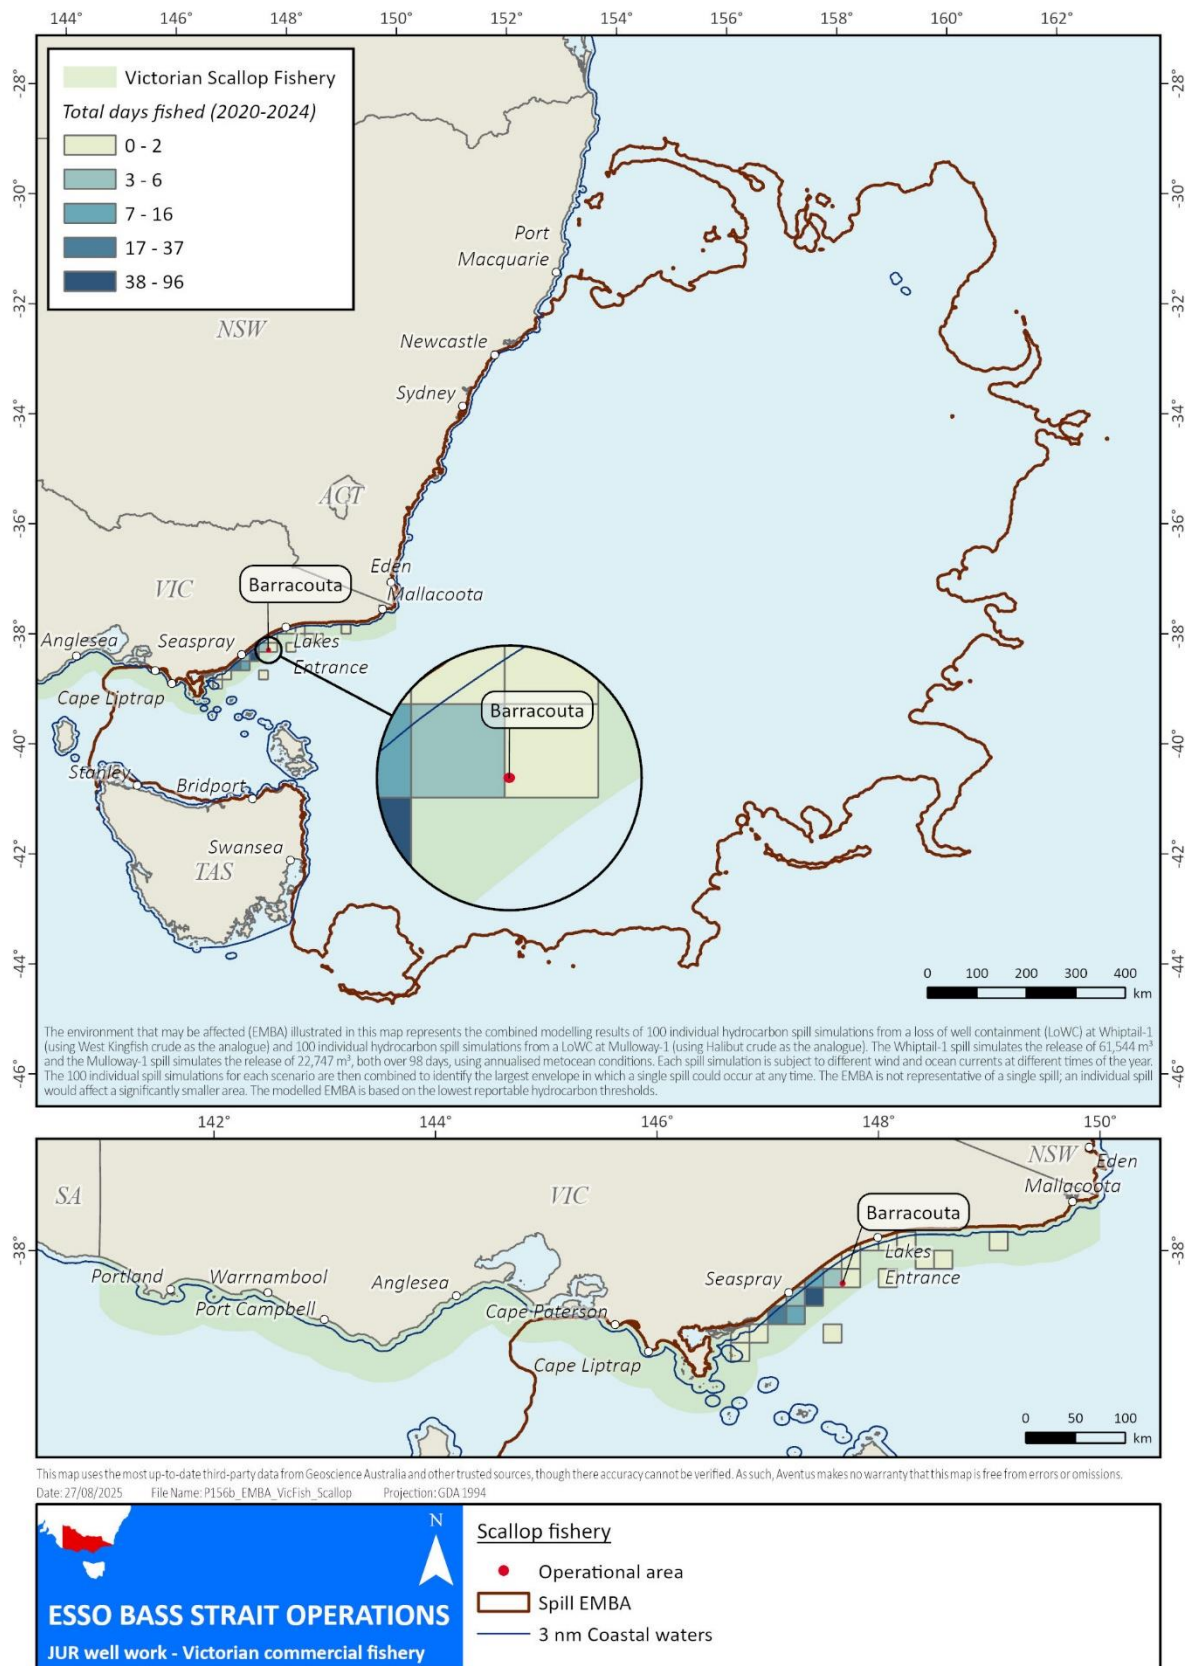 144° 146° 148° 150° 152° 154° 156° 158° 160° 162°
Victorian Scallop Fishery
Total days fished (2020-2024)
0 - 2
3 - 6
7 - 16
17 - 37
38 - 96
-28° -28°
-30° -30°
-32° -32°
-34° -34°
-36° -36°
-38° -38°
-40° -40°
-42° -42°
-44° -44°
-46° -46°
Port
Macquarie
NSW
Newcastle
Sydney
ACT
Eden
Mallacoota
Barracouta
VIC
Anglesea
Seaspray
Lakes
Entrance
Cape Liptrap
Barracouta
Stanley
Bridport
Swansea
TAS
0 100 200 300 400
km
The environment that may be affected (EMBA) illustrated in this map represents the combined modelling results of 100 individual hydrocarbon spill simulations from a loss of well containment (LoWC) at Whiptail-1
(using West Kingfish crude as the analogue) and 100 individual hydrocarbon spill simulations from a LoWC at Mulloway-1 (using Halibut crude as the analogue). The Whiptail-1 spill simulates the release of 61,544 m³
and the Mulloway-1 spill simulates the release of 22,747 m³, both over 98 days, using annualised metocean conditions. Each spill simulation is subject to different wind and ocean currents at different times of the year.
The 100 individual spill simulations for each scenario are then combined to identify the largest envelope in which a single spill could occur at any time. The EMBA is not representative of a single spill; an individual spill
would affect a significantly smaller area. The modelled EMBA is based on the lowest reportable hydrocarbon thresholds.
142° 144° 146° 148° 150°
SA
VIC
NSW
Eden
Mallacoota
Barracouta
-38° -38°
Portland
Warrnambool
Port Campbell
Anglesea
Cape Paterson
Seaspray
Lakes
Entrance
Cape Liptrap
0 50 100
km
This map uses the most up-to-date third-party data from Geoscience Australia and other trusted sources, though there accuracy cannot be verified. As such, Aventus makes no warranty that this map is free from errors or omissions.
Date: 27/08/2025 File Name: P156b_EMBA_VicFish_Scallop Projection: GDA 1994
N
ESSO BASS STRAIT OPERATIONS
JUR well work - Victorian commercial fishery
Scallop fishery
Operational area
Spill EMBA
3 nm Coastal waters